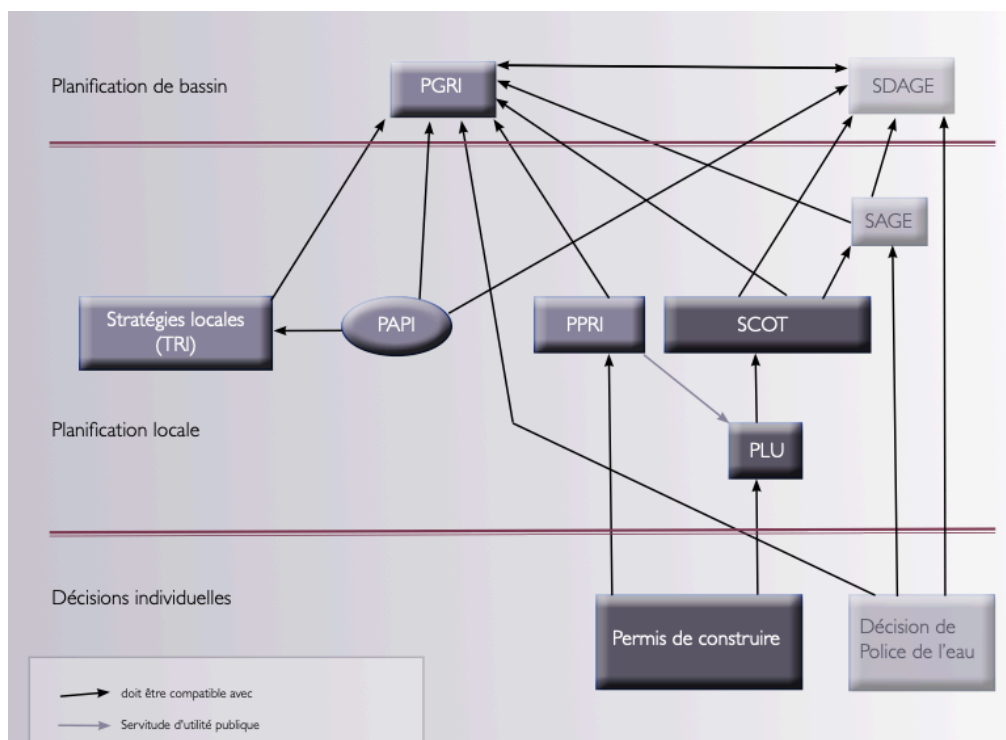 Planification de bassin
PGRI
SDAGE
SAGE
Stratégies locales
(TRI)
PAPI
PPRI
SCOT
Planification locale
PLU
Décisions individuelles
Permis de construire
Décision de
Police de l'eau
doit être compatible avec
Servitude d'utilité publique